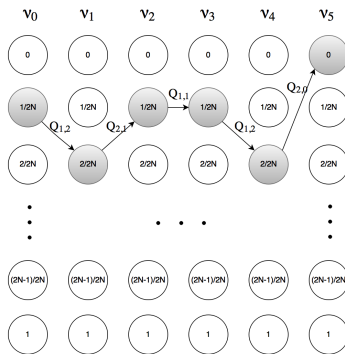 ν0 ν1 ν2 ν3 ν4 ν5
0 0 0 0 0 0
Q2,0
1/2N 1/2N 1/2N Q1,1 1/2N 1/2N 1/2N
Q1,2 Q2,1 Q1,2
2/2N 2/2N 2/2N 2/2N 2/2N 2/2N
(2N-1)/2N (2N-1)/2N (2N-1)/2N (2N-1)/2N (2N-1)/2N (2N-1)/2N
1 1 1 1 1 1